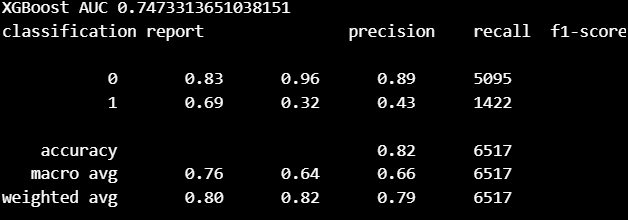 XGBoost AUC 0.7473313651038151
classification report precision recall f1-score
0 0.83 0.96 0.89 5095
1 0.69 0.32 0.43 1422
accuracy 0.82 6517
macro avg 0.76 0.64 0.66 6517
weighted avg 0.80 0.82 0.79 6517